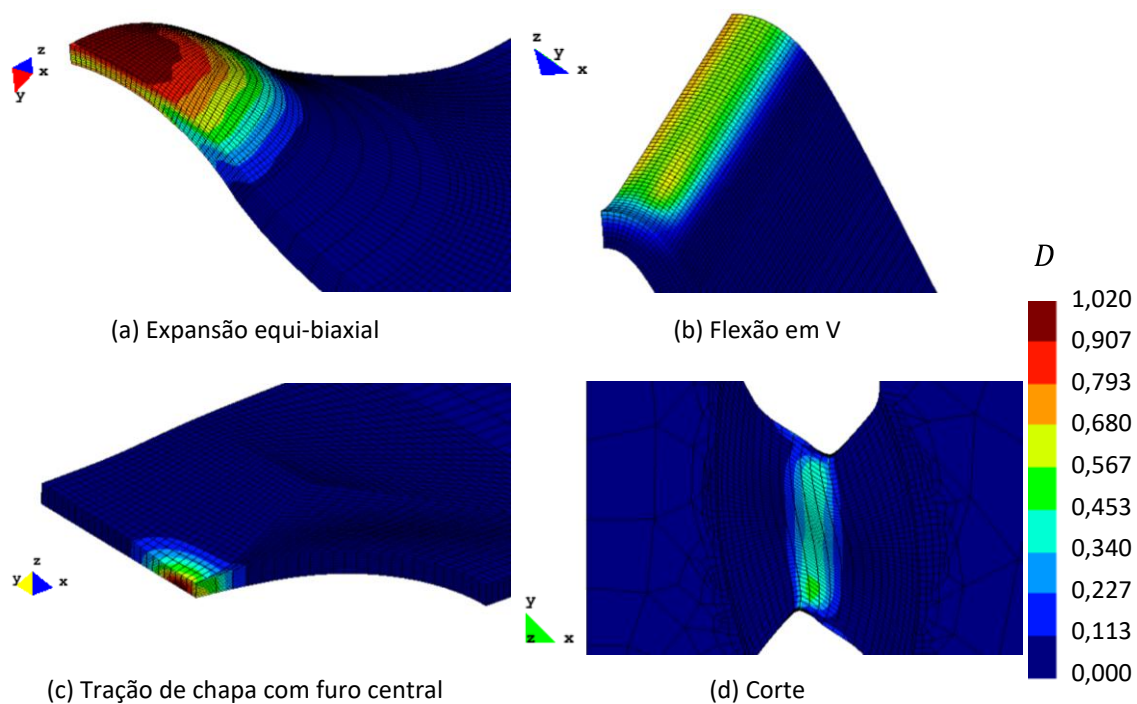 z
x
y
z
y
x
(a) Expansão equi-biaxial
(b) Flexão em V
D
1,020
0,907
0,793
0,680
0,567
0,453
0,340
0,227
0,113
0,000
z
y
x
y
z
x
(c) Tração de chapa com furo central
(d) Corte